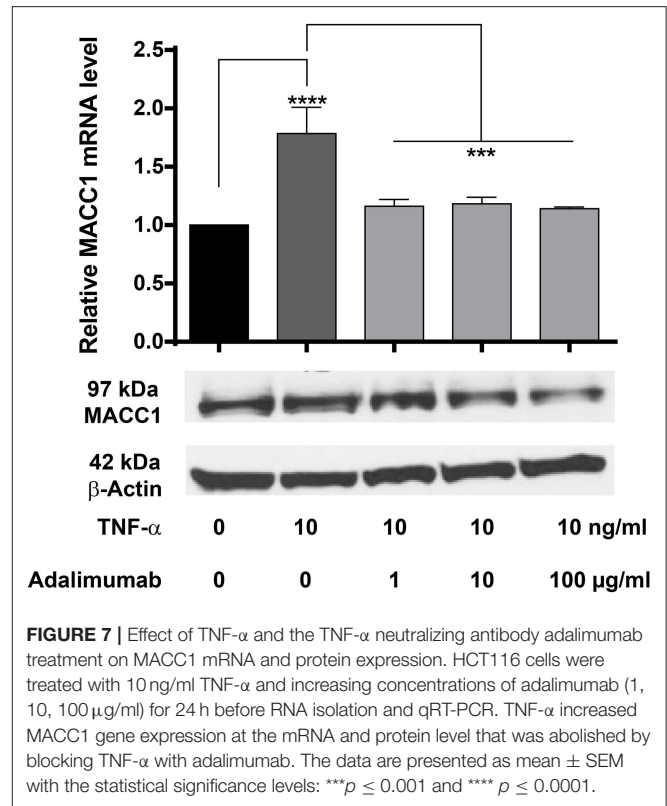 Relative MACC1 mRNA level
2.5
2.0
1.5
1.0
0.5
0.0
****
***
97 kDa
MACC1
42 kDa
β-Actin
TNF-α 0 10 10 10 10 ng/ml
Adalimumab 0 0 1 10 100 µg/ml
FIGURE 7 | Effect of TNF-α and the TNF-α neutralizing antibody adalimumab
treatment on MACC1 mRNA and protein expression. HCT116 cells were
treated with 10 ng/ml TNF-α and increasing concentrations of adalimumab (1,
10, 100 µg/ml) for 24 h before RNA isolation and qRT-PCR. TNF-α increased
MACC1 gene expression at the mRNA and protein level that was abolished by
blocking TNF-α with adalimumab. The data are presented as mean ± SEM
with the statistical significance levels: ***p ≤ 0.001 and **** p ≤ 0.0001.